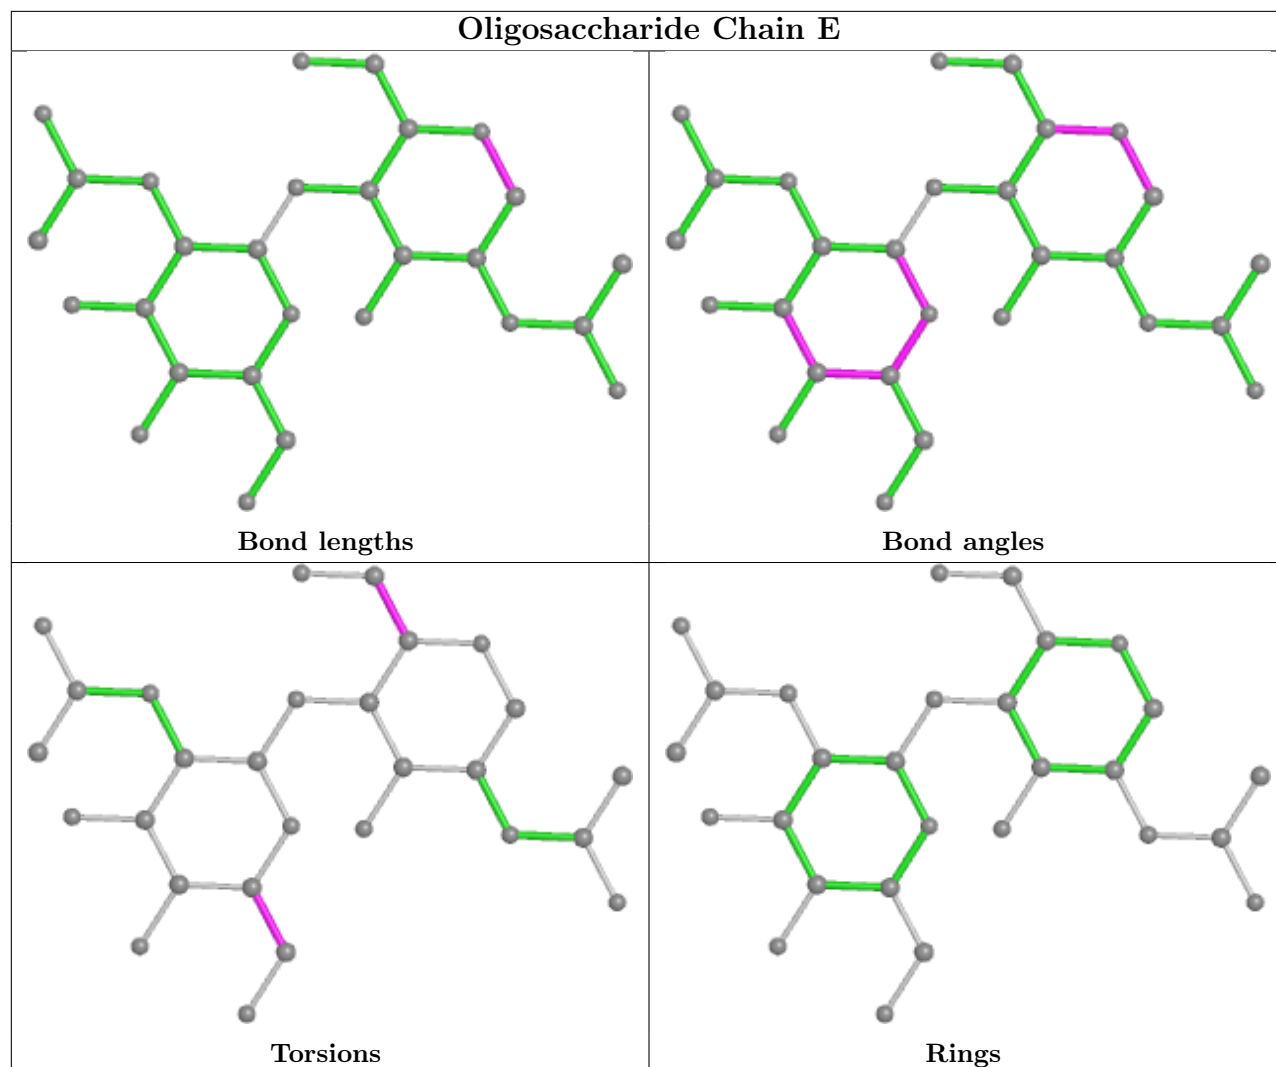 Oligosaccharide Chain E
Bond lengths
Bond angles
Torsions
Rings